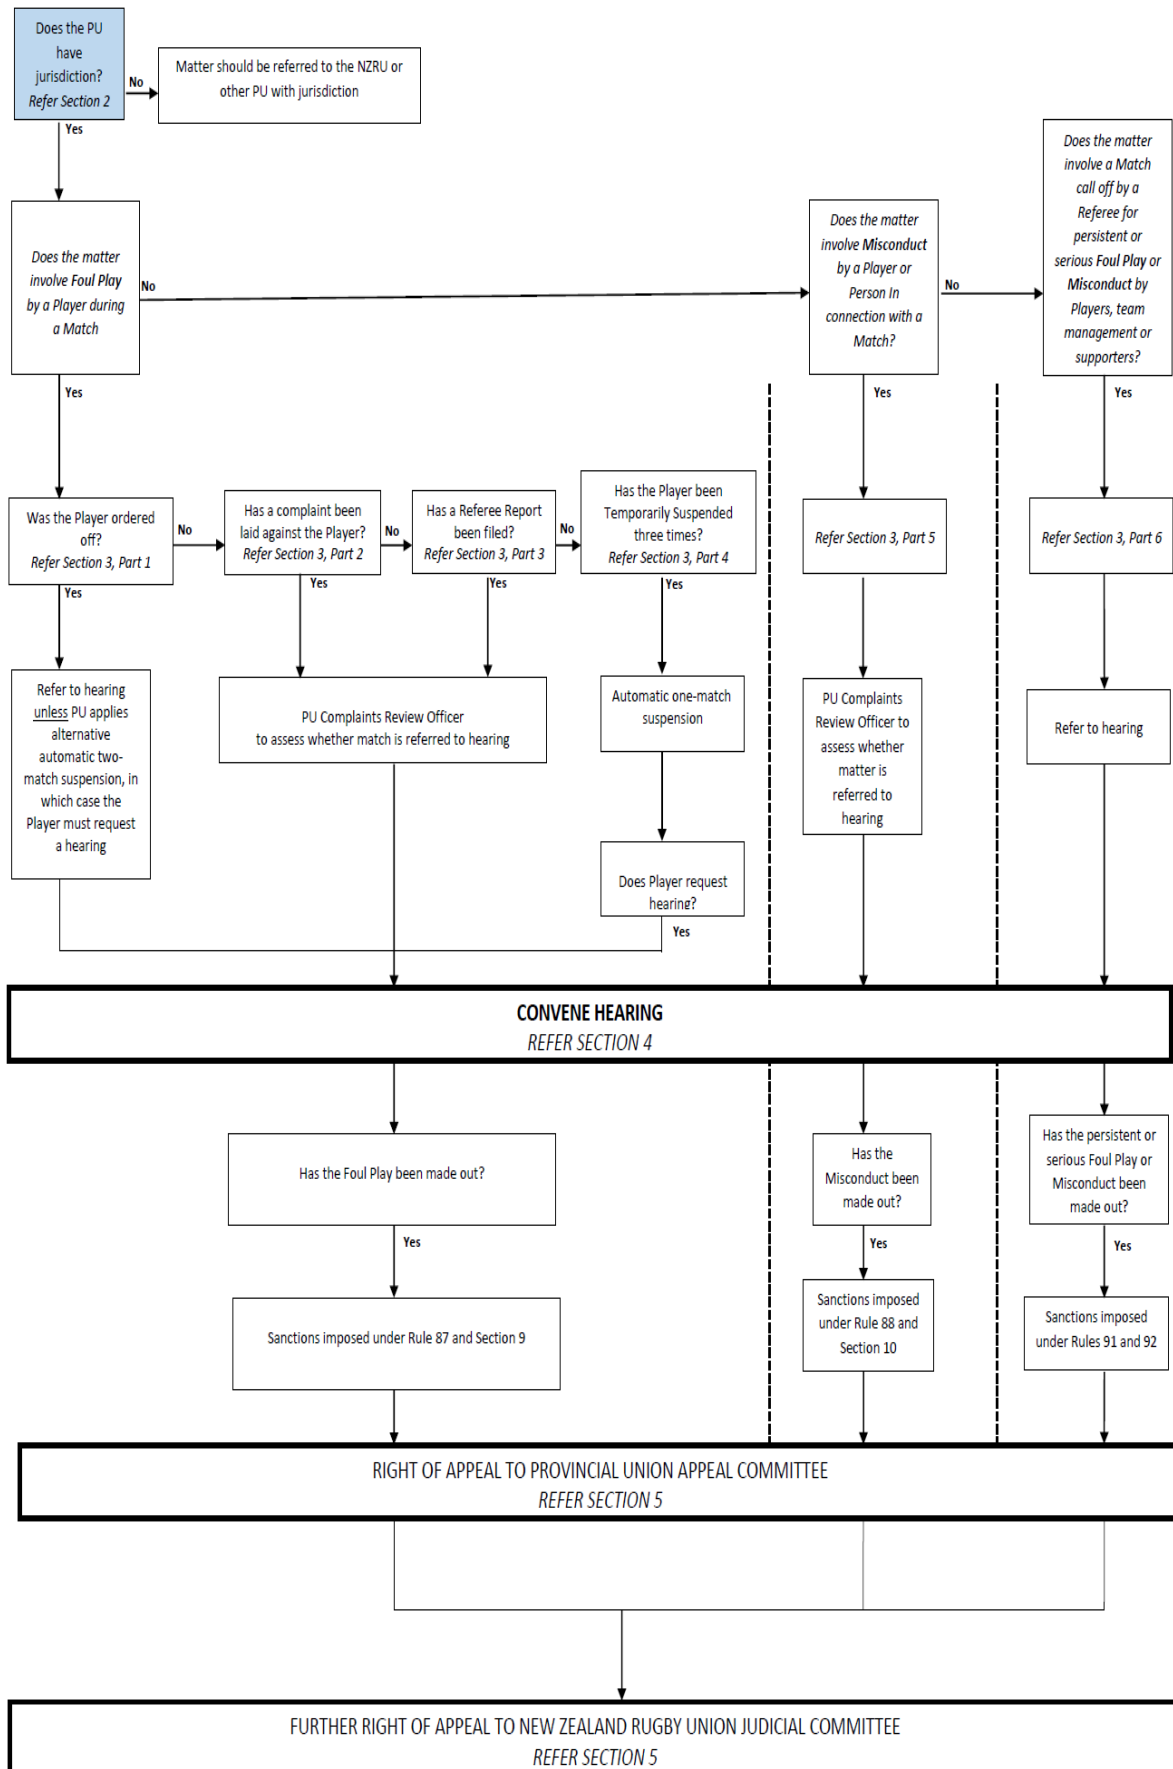 Does the PU
have
jurisdiction?
Refer Section 2
No
Matter should be referred to the NZRU or
other PU with jurisdiction
Yes
Does the matter
involve Foul Play
by a Player during
a Match
No
Does the matter
involve Misconduct
by a Player or
Person In
connection with a
Match?
No
Does the matter
involve a Match
call off by a
Referee for
persistent or
serious Foul Play or
Misconduct by
Players, team
management or
supporters?
Yes
Yes
Yes
Was the Player ordered
off?
Refer Section 3, Part 1
No
Has a complaint been
laid against the Player?
Refer Section 3, Part 2
No
Has a Referee Report
been filed?
Refer Section 3, Part 3
No
Has the Player been
Temporarily Suspended
three times?
Refer Section 3, Part 4
Refer Section 3, Part 5
Refer Section 3, Part 6
Yes
Yes
Yes
Yes
Refer to hearing
unless PU applies
alternative
automatic two-
match suspension, in
which case the
Player must request
a hearing
PU Complaints Review Officer
to assess whether match is referred to hearing
Automatic one-match
suspension
PU Complaints
Review Officer to
assess whether
matter is
referred to
hearing
Refer to hearing
Does Player request
hearing?
Yes
CONVENE HEARING
REFER SECTION 4
Has the Foul Play been made out?
Has the
Misconduct been
made out?
Has the persistent or
serious Foul Play or
Misconduct been
made out?
Yes
Yes
Yes
Sanctions imposed under Rule 87 and Section 9
Sanctions imposed
under Rule 88 and
Section 10
Sanctions imposed
under Rules 91 and 92
RIGHT OF APPEAL TO PROVINCIAL UNION APPEAL COMMITTEE
REFER SECTION 5
FURTHER RIGHT OF APPEAL TO NEW ZEALAND RUGBY UNION JUDICIAL COMMITTEE
REFER SECTION 5